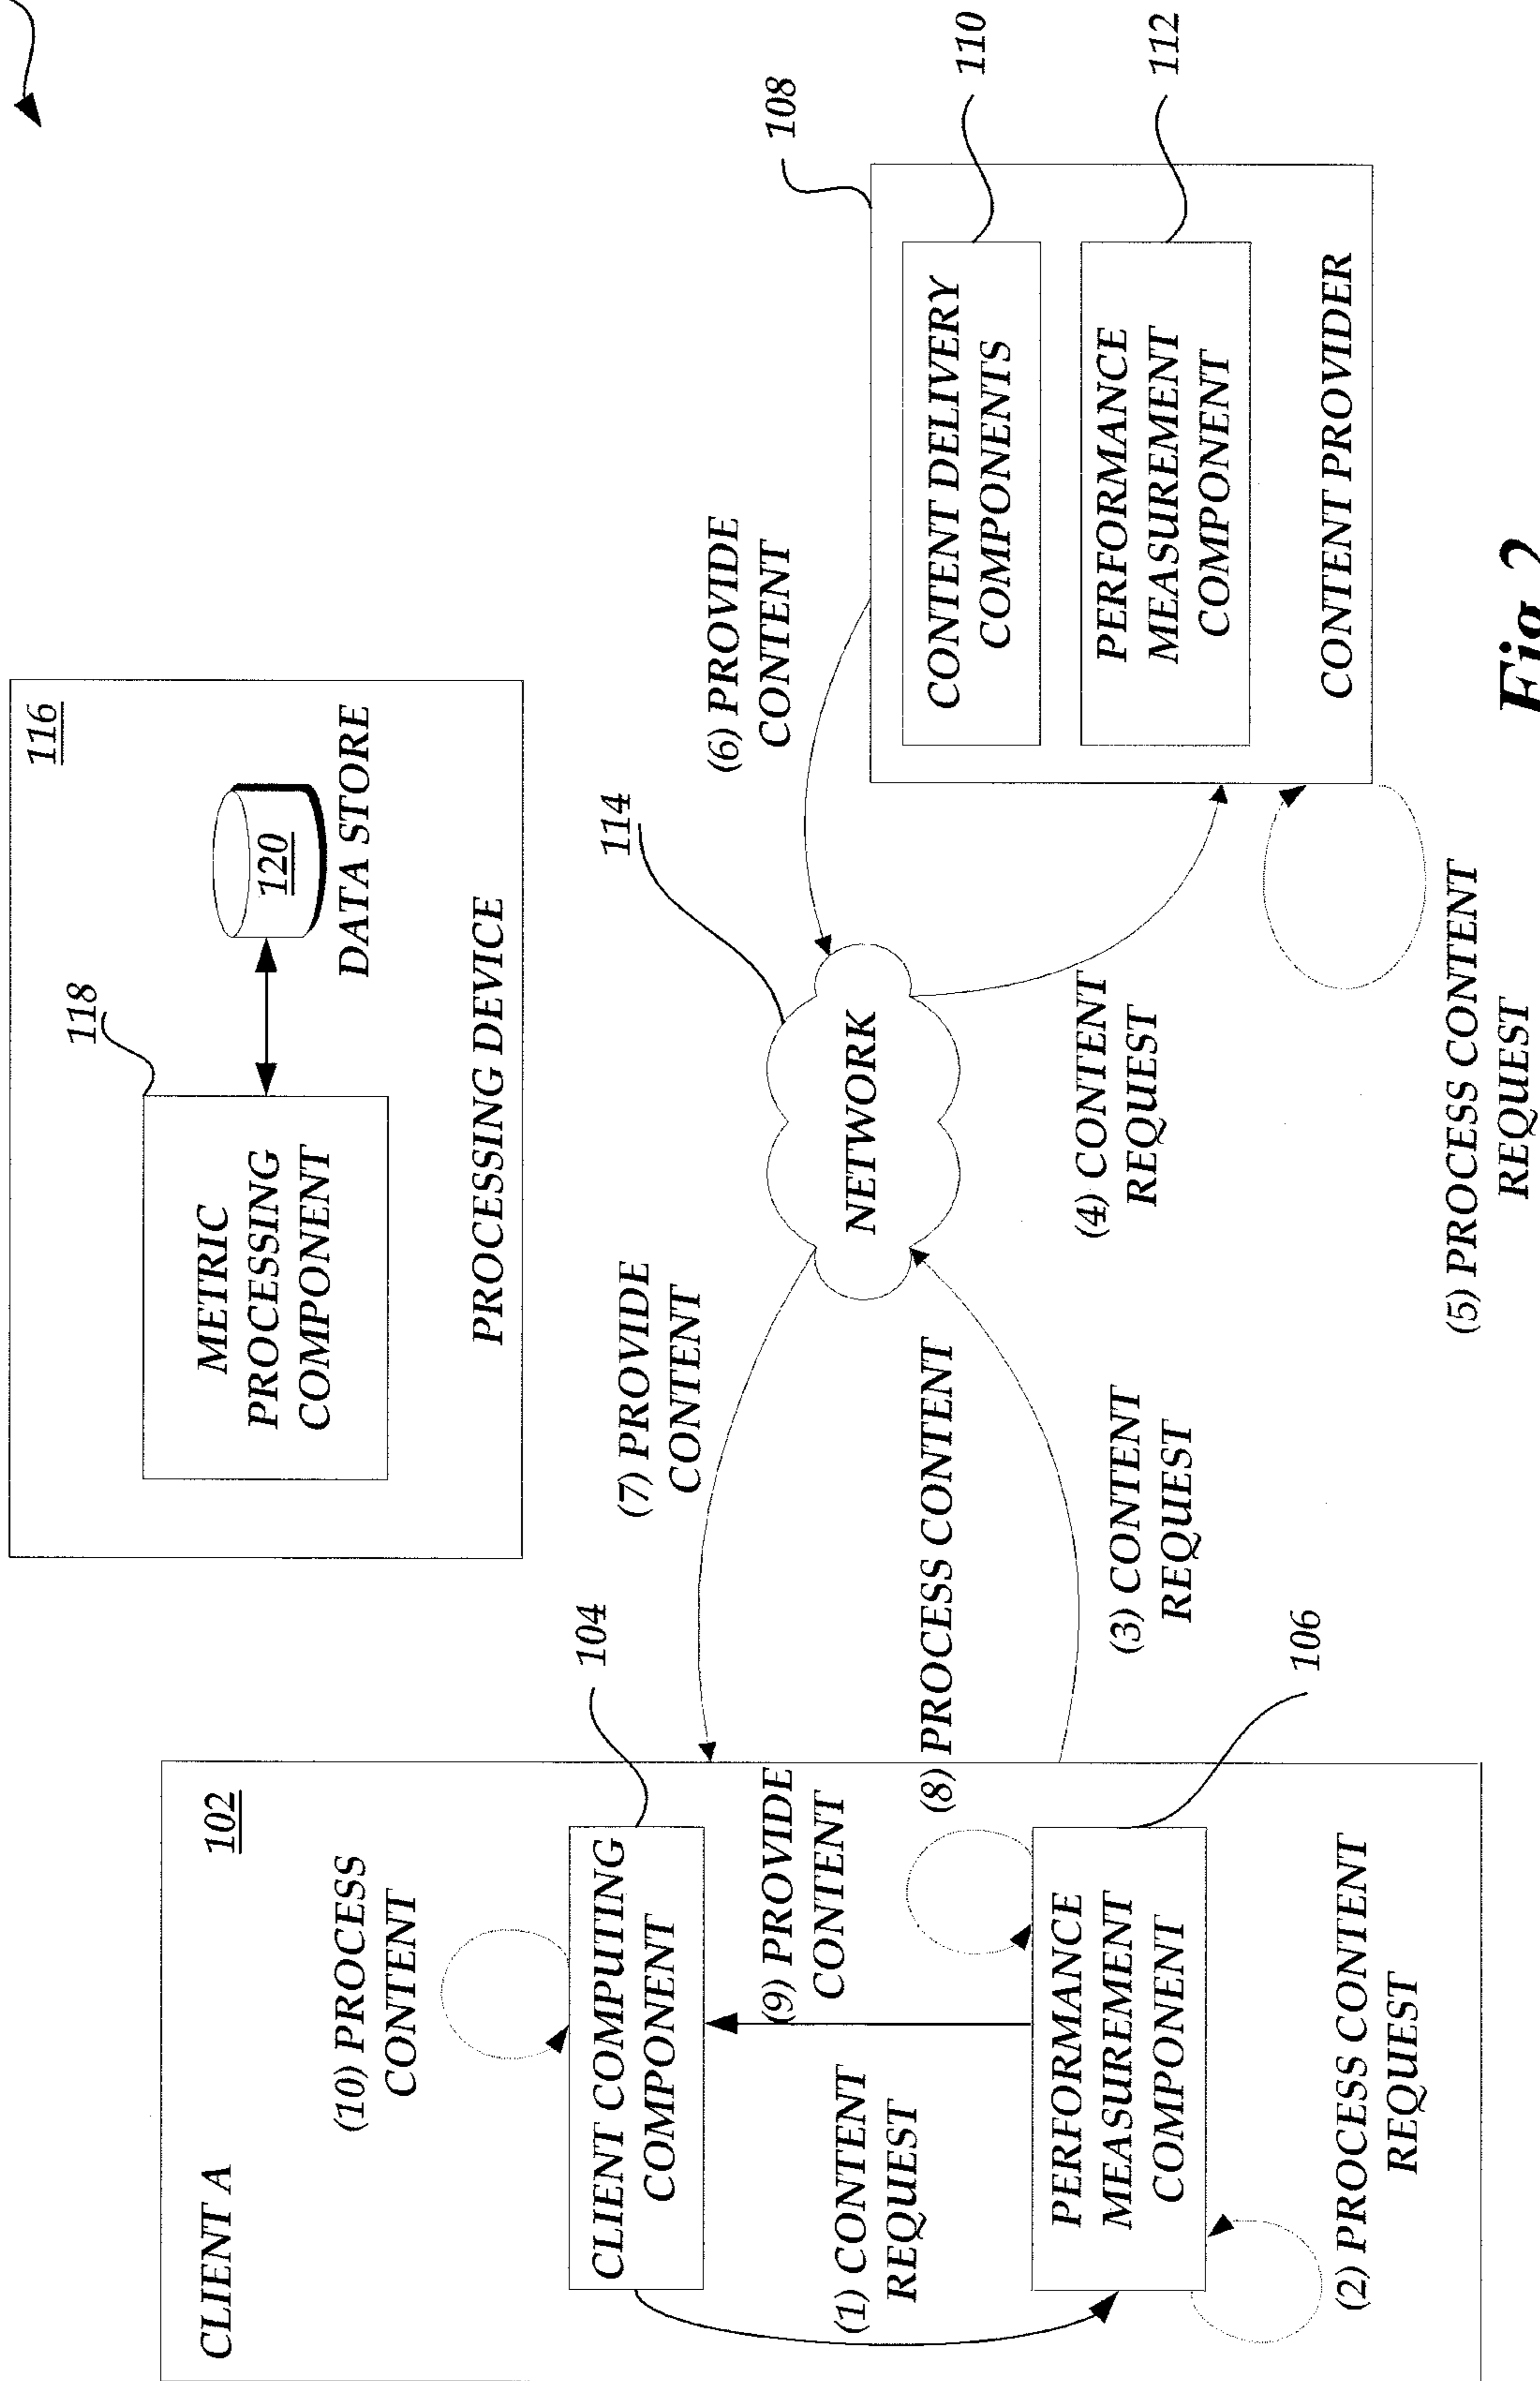 116
118
METRIC
PROCESSING
COMPONENT
120
DATA STORE
PROCESSING DEVICE
CLIENT A
102
(10) PROCESS
CONTENT
104
CLIENT COMPUTING
COMPONENT
(9) PROVIDE
CONTENT
(1) CONTENT
REQUEST
(8) PROCESS CONTENT
PERFORMANCE
MEASUREMENT
COMPONENT
106
(2) PROCESS CONTENT
REQUEST
(7) PROVIDE
CONTENT
(3) CONTENT
REQUEST
114
NETWORK
(6) PROVIDE
CONTENT
(4) CONTENT
REQUEST
108
110
CONTENT DELIVERY
COMPONENTS
112
PERFORMANCE
MEASUREMENT
COMPONENT
CONTENT PROVIDER
(5) PROCESS CONTENT
REQUEST
Fig.2